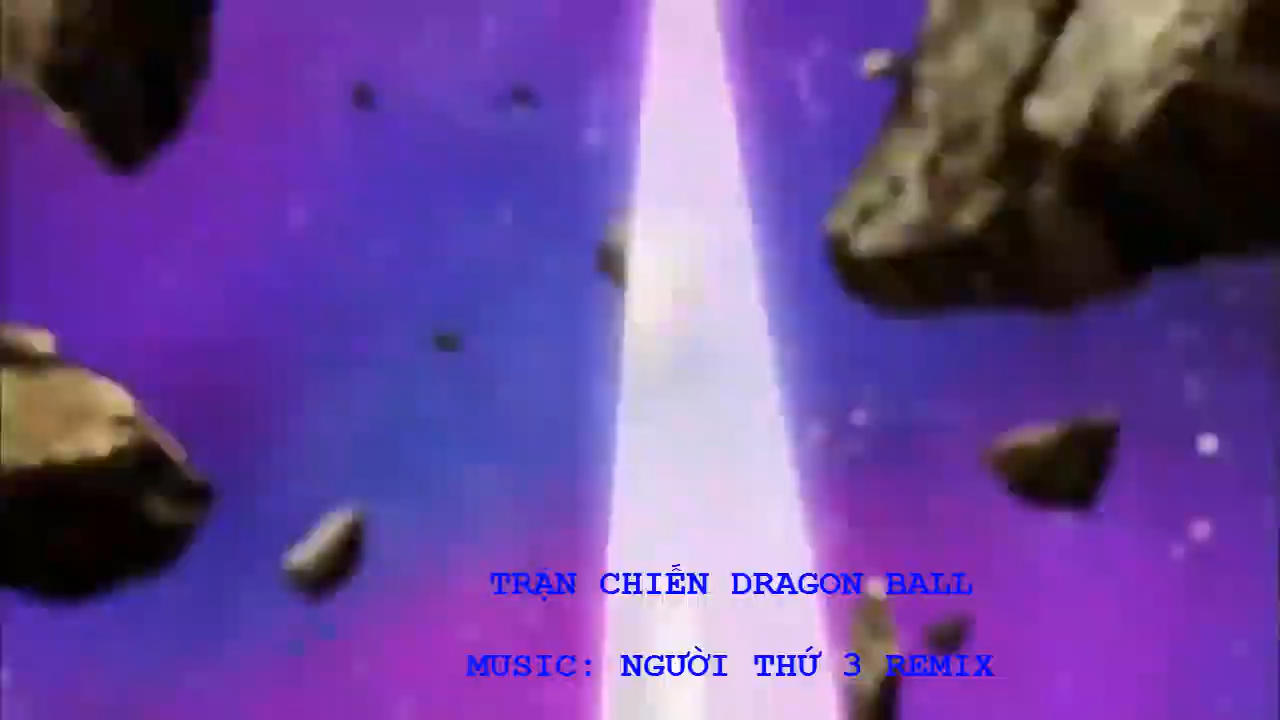 TRẬN CHIẾN DRAGON BALL
MUSIC: NGƯỜI THỨ 3 REMIX